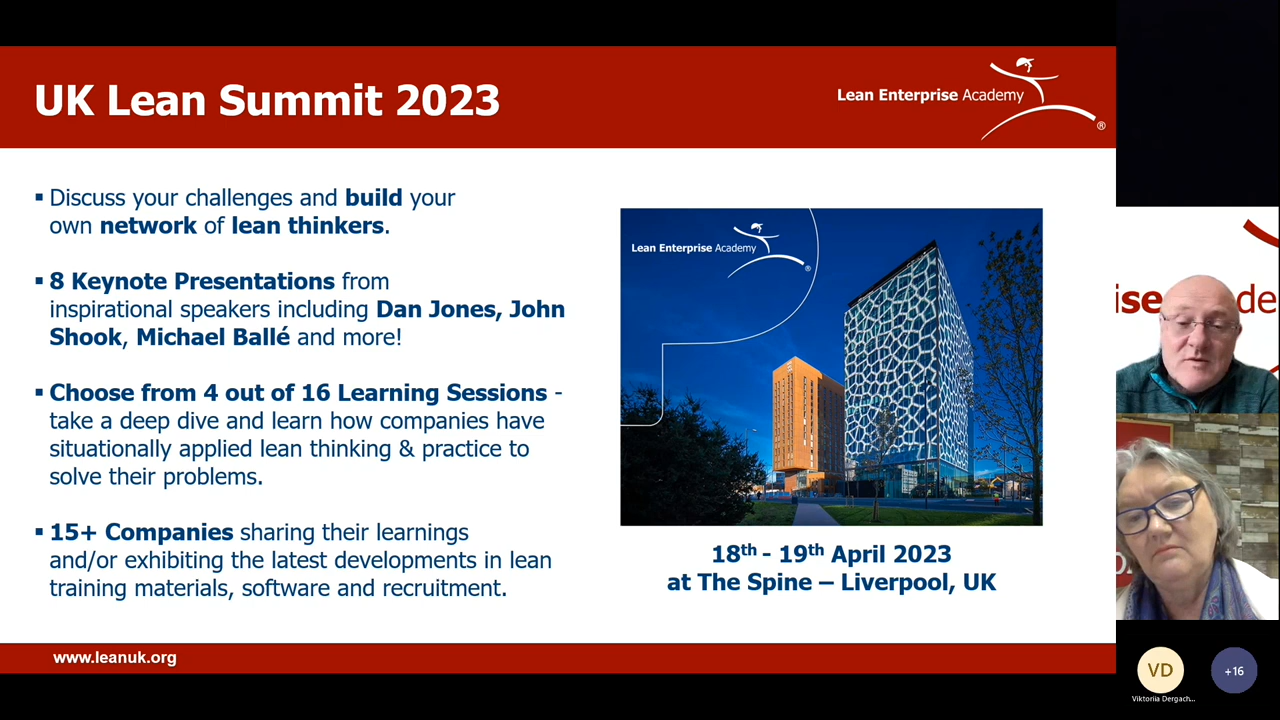 UK Lean Summit 2023
Lean Enterprise Academy
®
▪ Discuss your challenges and build your
own network of lean thinkers.
▪ 8 Keynote Presentations from
inspirational speakers including Dan Jones, John
Shook, Michael Ballé and more!
▪ Choose from 4 out of 16 Learning Sessions -
take a deep dive and learn how companies have
situationally applied lean thinking & practice to
solve their problems.
▪ 15+ Companies sharing their learnings
and/or exhibiting the latest developments in lean
training materials, software and recruitment.
Lean Enterprise Academy
®
18th - 19th April 2023
at The Spine – Liverpool, UK
www.leanuk.org
ise
de
VD
Viktoriia Dergach...
+16